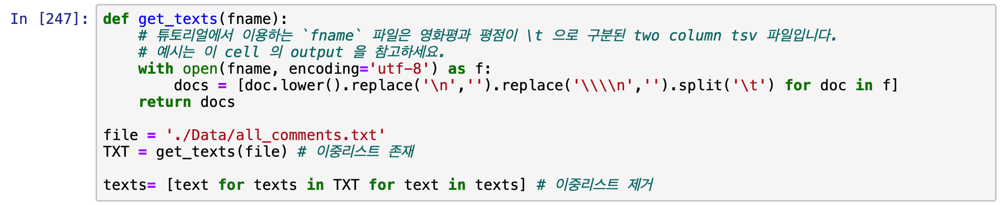 In [247]:
def get_texts(fname):
    # 튜토리얼에서 이용하는 `fname` 파일은 영화평과 평점이 \t 으로 구분된 two column tsv 파일입니다.
    # 예시는 이 cell 의 output 을 참고하세요.
    with open(fname, encoding='utf-8') as f:
        docs = [doc.lower().replace('\n','').replace('\\\\n','').split('\t') for doc in f]
    return docs

file = './Data/all_comments.txt'
TXT = get_texts(file) # 이중리스트 존재

texts= [text for texts in TXT for text in texts] # 이중리스트 제거